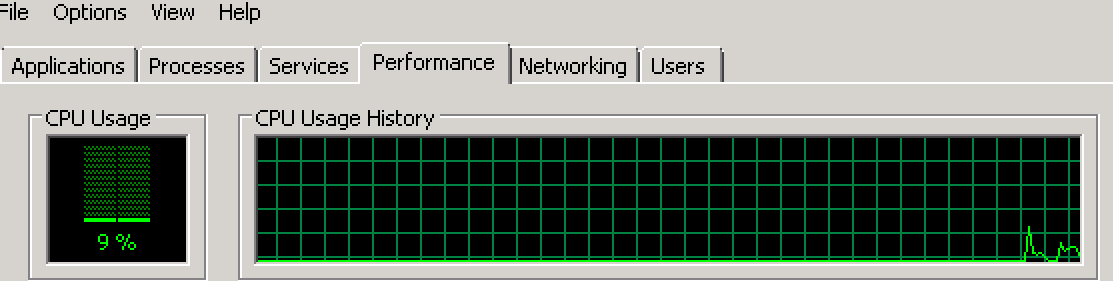 File Options View Help
Applications Processes Services Performance Networking Users
CPU Usage CPU Usage History
9 %